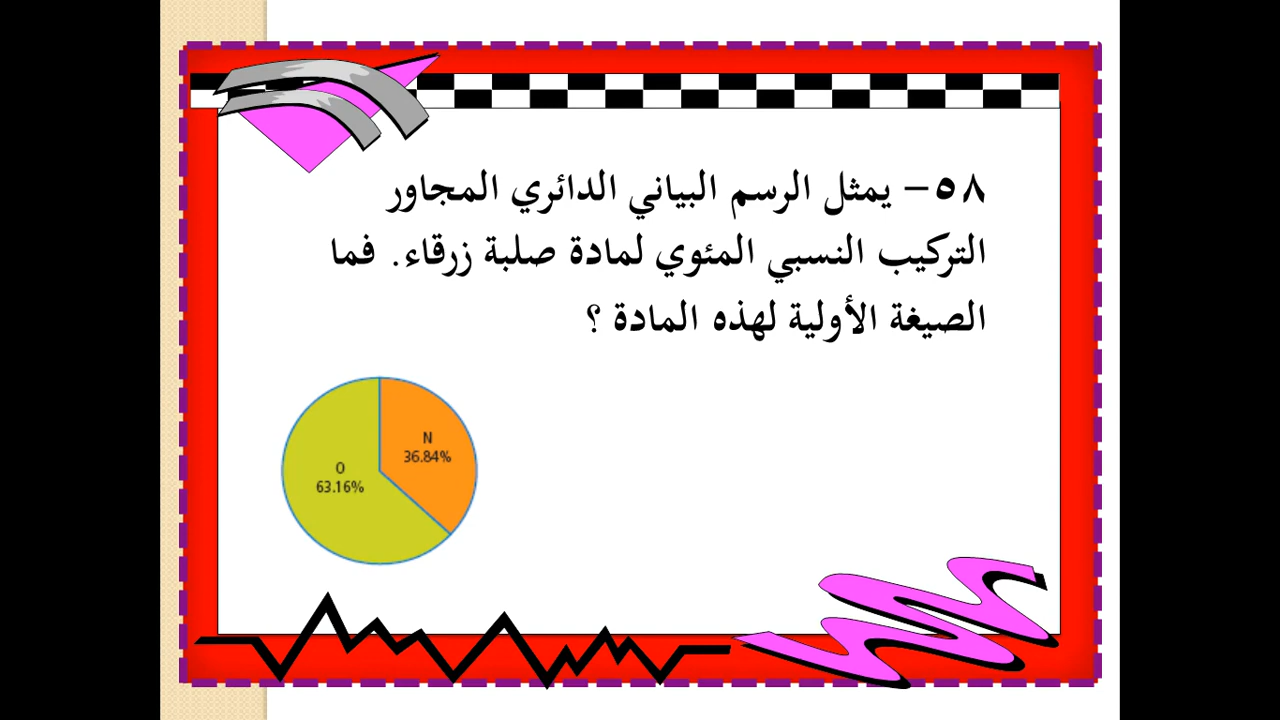 ٥٨- يمثل الرسم البياني الدائري المجاور
التركيب النسبي المئوي لمادة صلبة زرقاء. فما
الصيغة الأولية لهذه المادة ؟
N
36.84%
O
63.16%